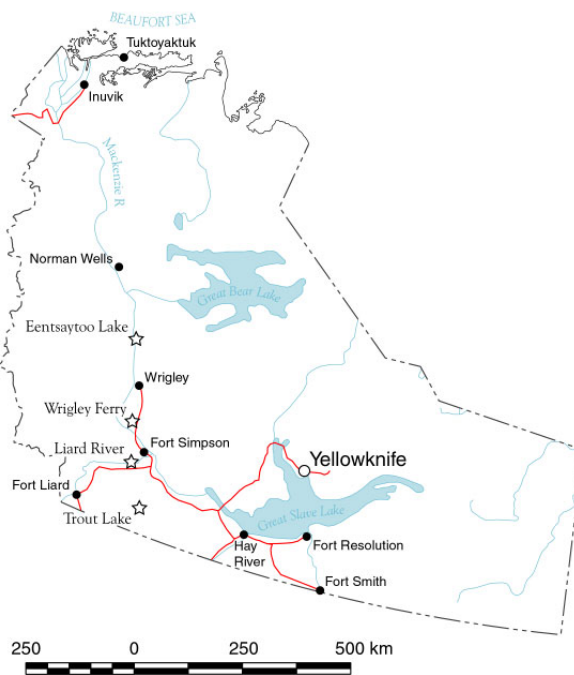 BEAUFORT SEA
Tuktoyaktuk
Inuvik
Mackenzie R
Norman Wells
Great Bear Lake
Eentsaytoo Lake
Wrigley
Wrigley Ferry
Fort Simpson
Liard River
Yellowknife
Fort Liard
Trout Lake
Great Slave Lake
Hay
River
Fort Resolution
Fort Smith
250 0 250 500 km